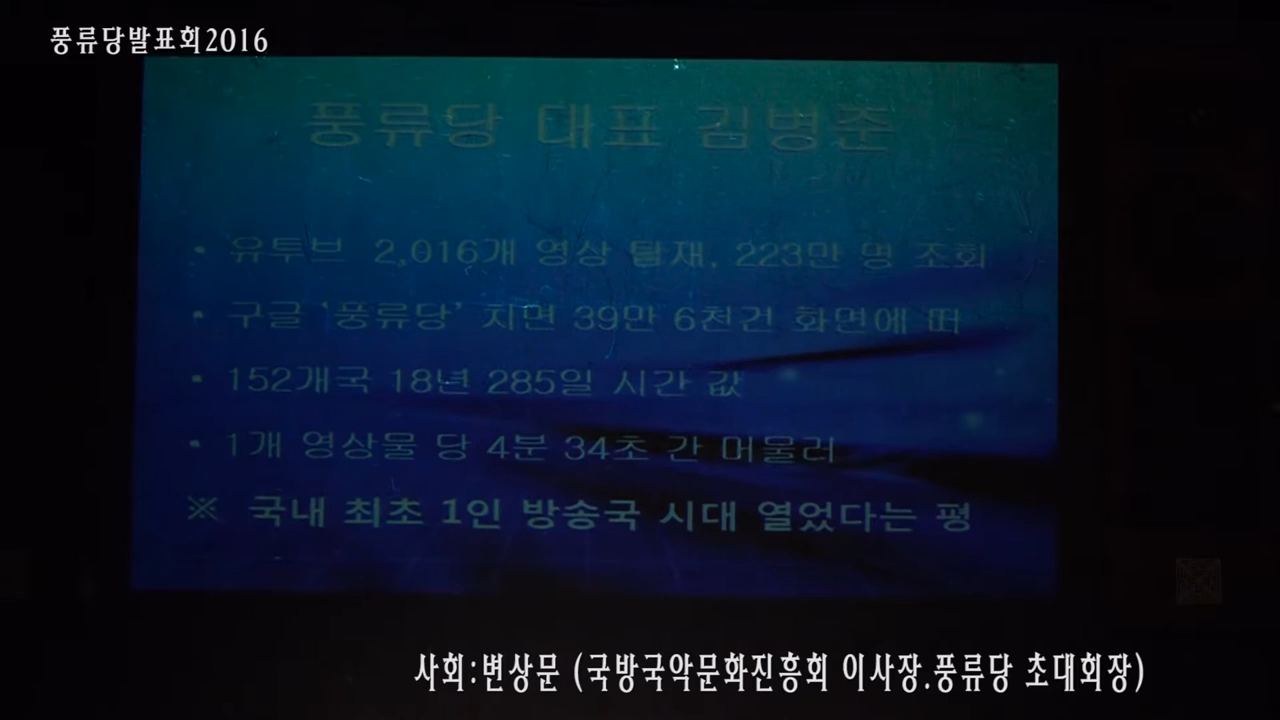 풍류당발표회2016
풍류당 대표 김병준
• 유투브 2,016개 영상 탈재, 223만 명 조회
• 구글 '풍류당' 치면 39만 6천건 화면에 떠
• 152개국 18년 285일 시간 값
• 1개 영상물 당 4분 34초 간 머물러
※ 국내 최초 1인 방송국 시대 열었다는 평
사회:변상문 (국방국악문화진흥회 이사장.풍류당 초대회장)